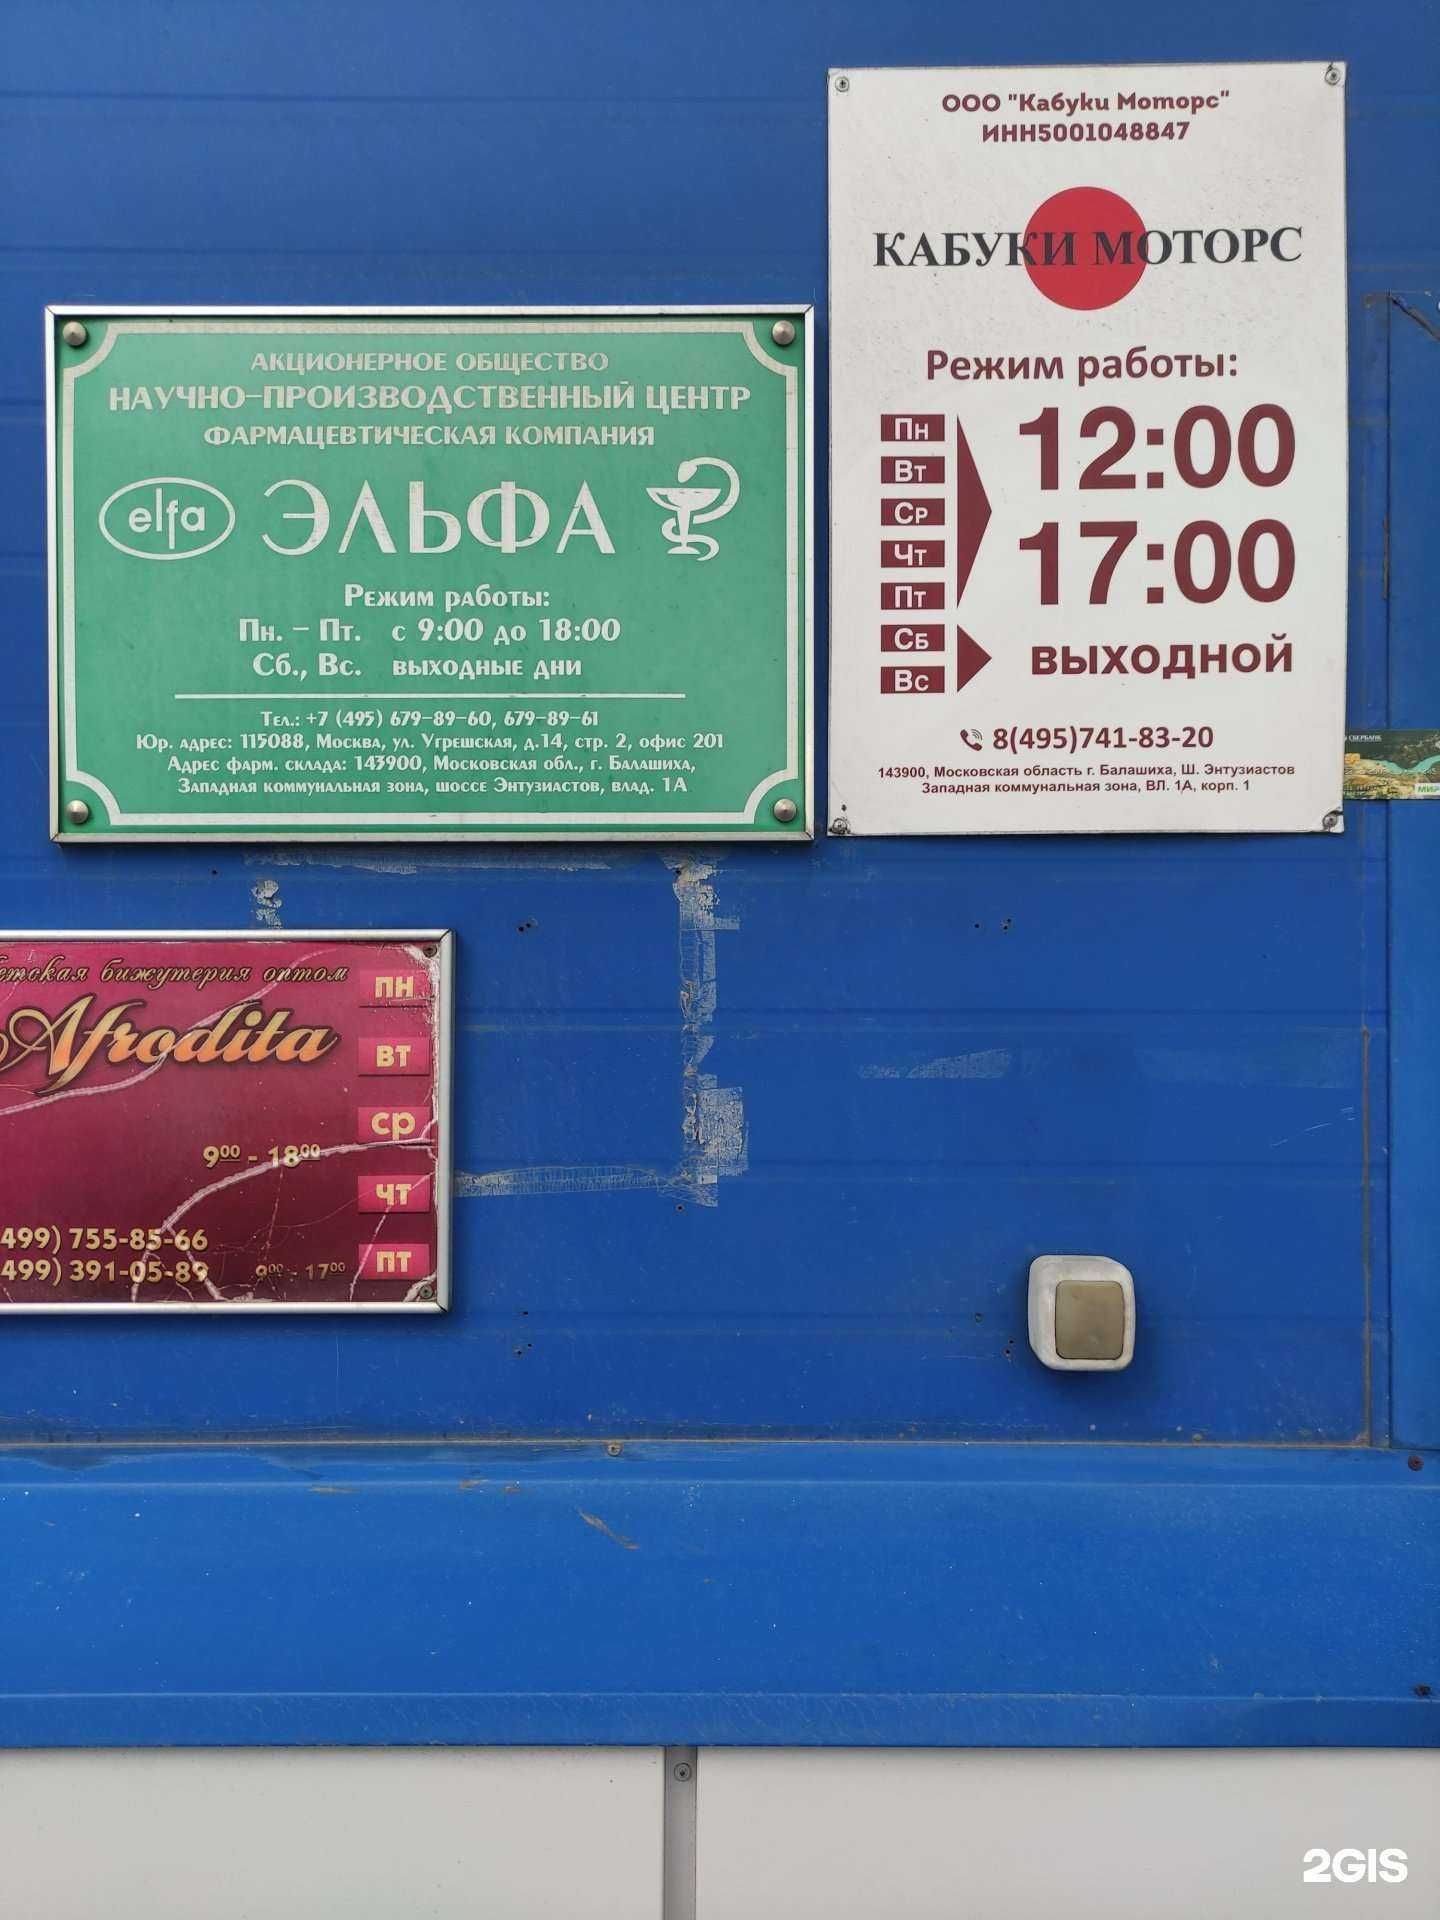 АКЦИОНЕРНОЕ ОБЩЕСТВО
НАУЧНО-ПРОИЗВОДСТВЕННЫЙ ЦЕНТР
ФАРМАЦЕВТИЧЕСКАЯ КОМПАНИЯ
elfa ЭЛЬФА
Режим работы:
Пн. – Пт. с 9:00 до 18:00
Сб., Вс. выходные дни
Тел.: +7 (495) 679-89-60, 679-89-61
Юр. адрес: 115088, Москва, ул. Угрешская, д.14, стр. 2, офис 201
Адрес фарм. склада: 143900, Московская обл., г. Балашиха,
Западная коммунальная зона, шоссе Энтузиастов, влад. 1А
ООО "Кабуки Моторс"
ИНН5001048847
КАБУКИ МОТОРС
Режим работы:
Пн
Вт
Ср
Чт
Пт
12:00
17:00
Сб
Вс
выходной
8(495)741-83-20
143900, Московская область г. Балашиха, Ш. Энтузиастов
Западная коммунальная зона, ВЛ. 1А, корп. 1
СБЕРБАНК
МИР
бижутерия оптом
Afrodita
пн
вт
ср
чт
пт
900 - 1800
499) 755-85-66
499) 391-05-89
900 - 1700
2GIS